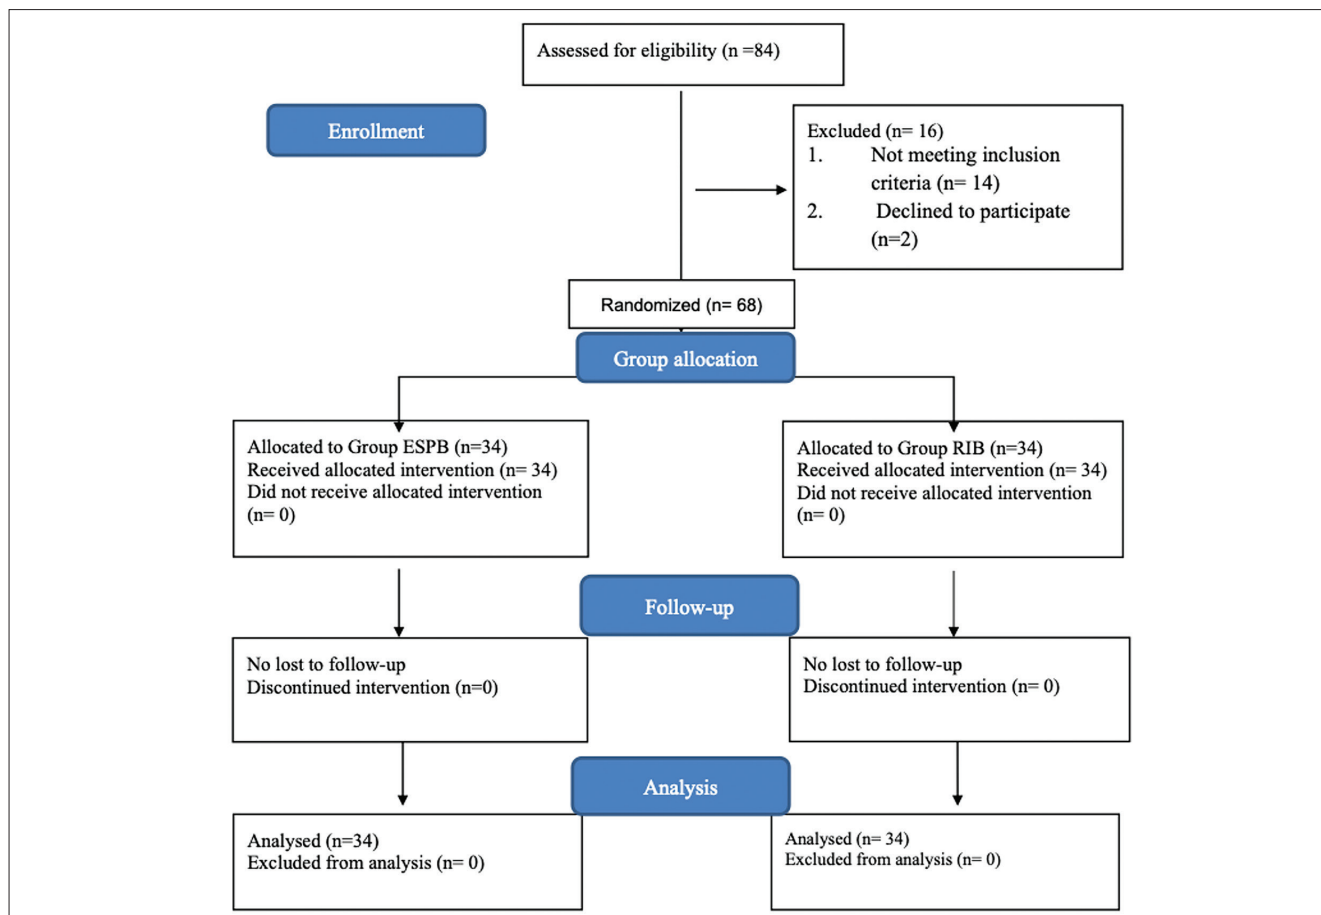 Assessed for eligibility (n =84)
Enrollment
Excluded (n= 16)
1. Not meeting inclusion
criteria (n= 14)
2. Declined to participate
(n=2)
Randomized (n= 68)
Group allocation
Allocated to Group ESPB (n=34)
Received allocated intervention (n= 34)
Did not receive allocated intervention
(n= 0)
Allocated to Group RIB (n=34)
Received allocated intervention (n= 34)
Did not receive allocated intervention
(n= 0)
Follow-up
No lost to follow-up
Discontinued intervention (n=0)
No lost to follow-up
Discontinued intervention (n= 0)
Analysis
Analysed (n=34)
Excluded from analysis (n= 0)
Analysed (n= 34)
Excluded from analysis (n= 0)